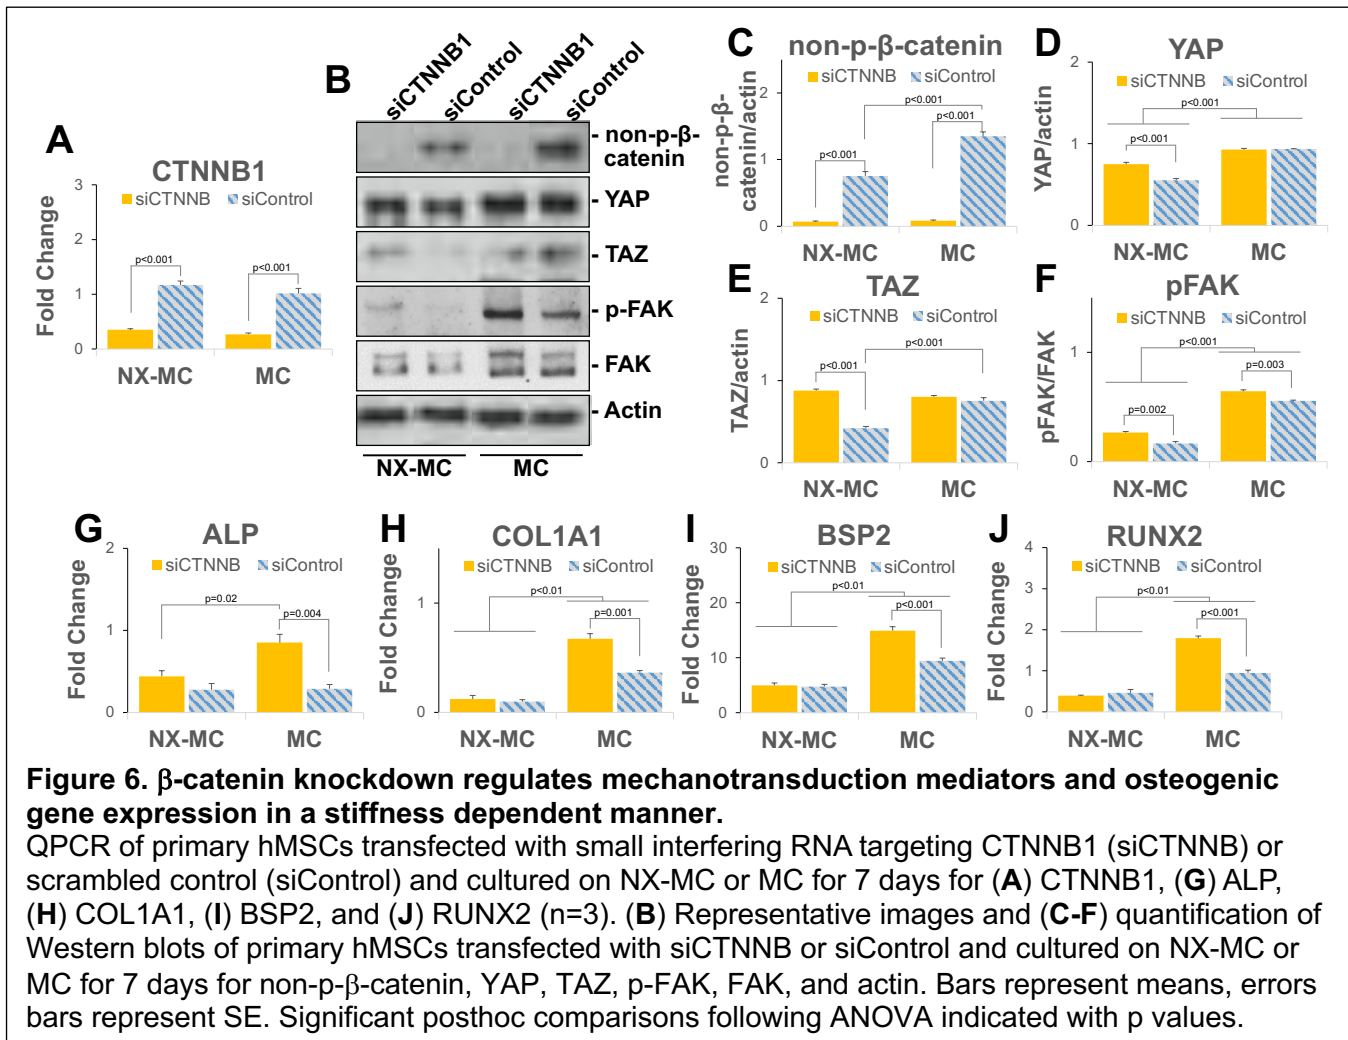 A
CTNNB1
siCTNNB siControl
Fold Change
3
2
1
0
p<0.001
p<0.001
NX-MC MC
B
siCTNNB1 siControl siCTNNB1 siControl
- non-p-β-
catenin
- YAP
- TAZ
- p-FAK
- FAK
- Actin
NX-MC MC
C
non-p-β-catenin
siCTNNB siControl
non-p-β-
catenin/actin
2
1
0
p<0.001
p<0.001
p<0.001
NX-MC MC
D
YAP
siCTNNB siControl
YAP/actin
2
1
0
p<0.001
p<0.001
NX-MC MC
E
TAZ
siCTNNB siControl
TAZ/actin
2
1
0
p<0.001
p<0.001
NX-MC MC
F
pFAK
siCTNNB siControl
pFAK/FAK
1
0
p<0.001
p=0.003
p=0.002
NX-MC MC
G
ALP
siCTNNB siControl
Fold Change
2
1
0
p=0.02
p=0.004
NX-MC MC
H
COL1A1
siCTNNB siControl
Fold Change
1
0
p<0.01
p=0.001
NX-MC MC
I
BSP2
siCTNNB siControl
Fold Change
30
20
10
0
p<0.01
p<0.001
NX-MC MC
J
RUNX2
siCTNNB siControl
Fold Change
4
3
2
1
0
p<0.01
p<0.001
NX-MC MC
Figure 6. β-catenin knockdown regulates mechanotransduction mediators and osteogenic
gene expression in a stiffness dependent manner.
QPCR of primary hMSCs transfected with small interfering RNA targeting CTNNB1 (siCTNNB) or
scrambled control (siControl) and cultured on NX-MC or MC for 7 days for (A) CTNNB1, (G) ALP,
(H) COL1A1, (I) BSP2, and (J) RUNX2 (n=3). (B) Representative images and (C-F) quantification of
Western blots of primary hMSCs transfected with siCTNNB or siControl and cultured on NX-MC or
MC for 7 days for non-p-β-catenin, YAP, TAZ, p-FAK, FAK, and actin. Bars represent means, errors
bars represent SE. Significant posthoc comparisons following ANOVA indicated with p values.